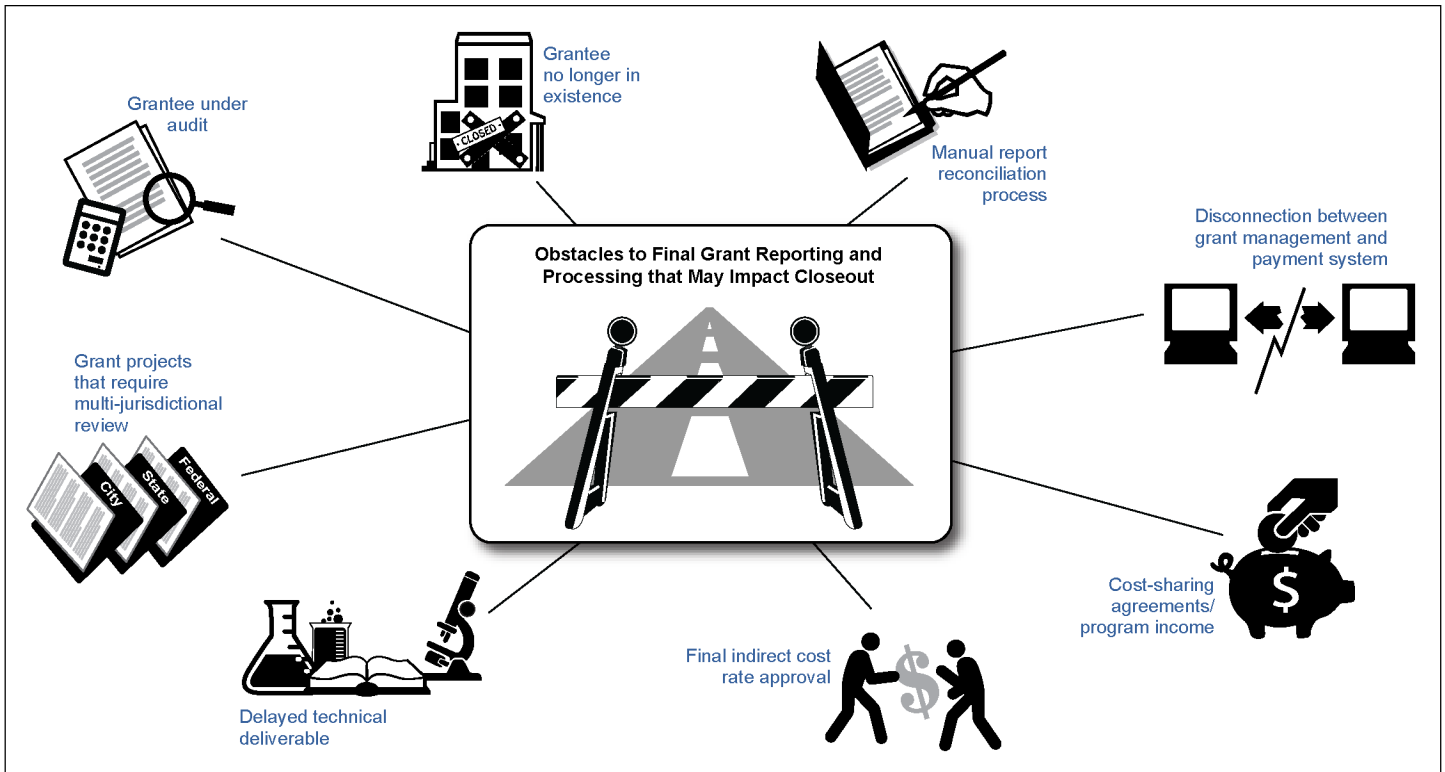 Grantee
no longer in
existence
· CLOSED ·
Grantee under
audit
Manual report
reconciliation
process
Disconnection between
grant management and
payment system
Obstacles to Final Grant Reporting and
Processing that May Impact Closeout
Grant projects
that require
multi-jurisdictional
review
City
State
Federal
Cost-sharing
agreements/
program income
$
Final indirect cost
rate approval
$
Delayed technical
deliverable